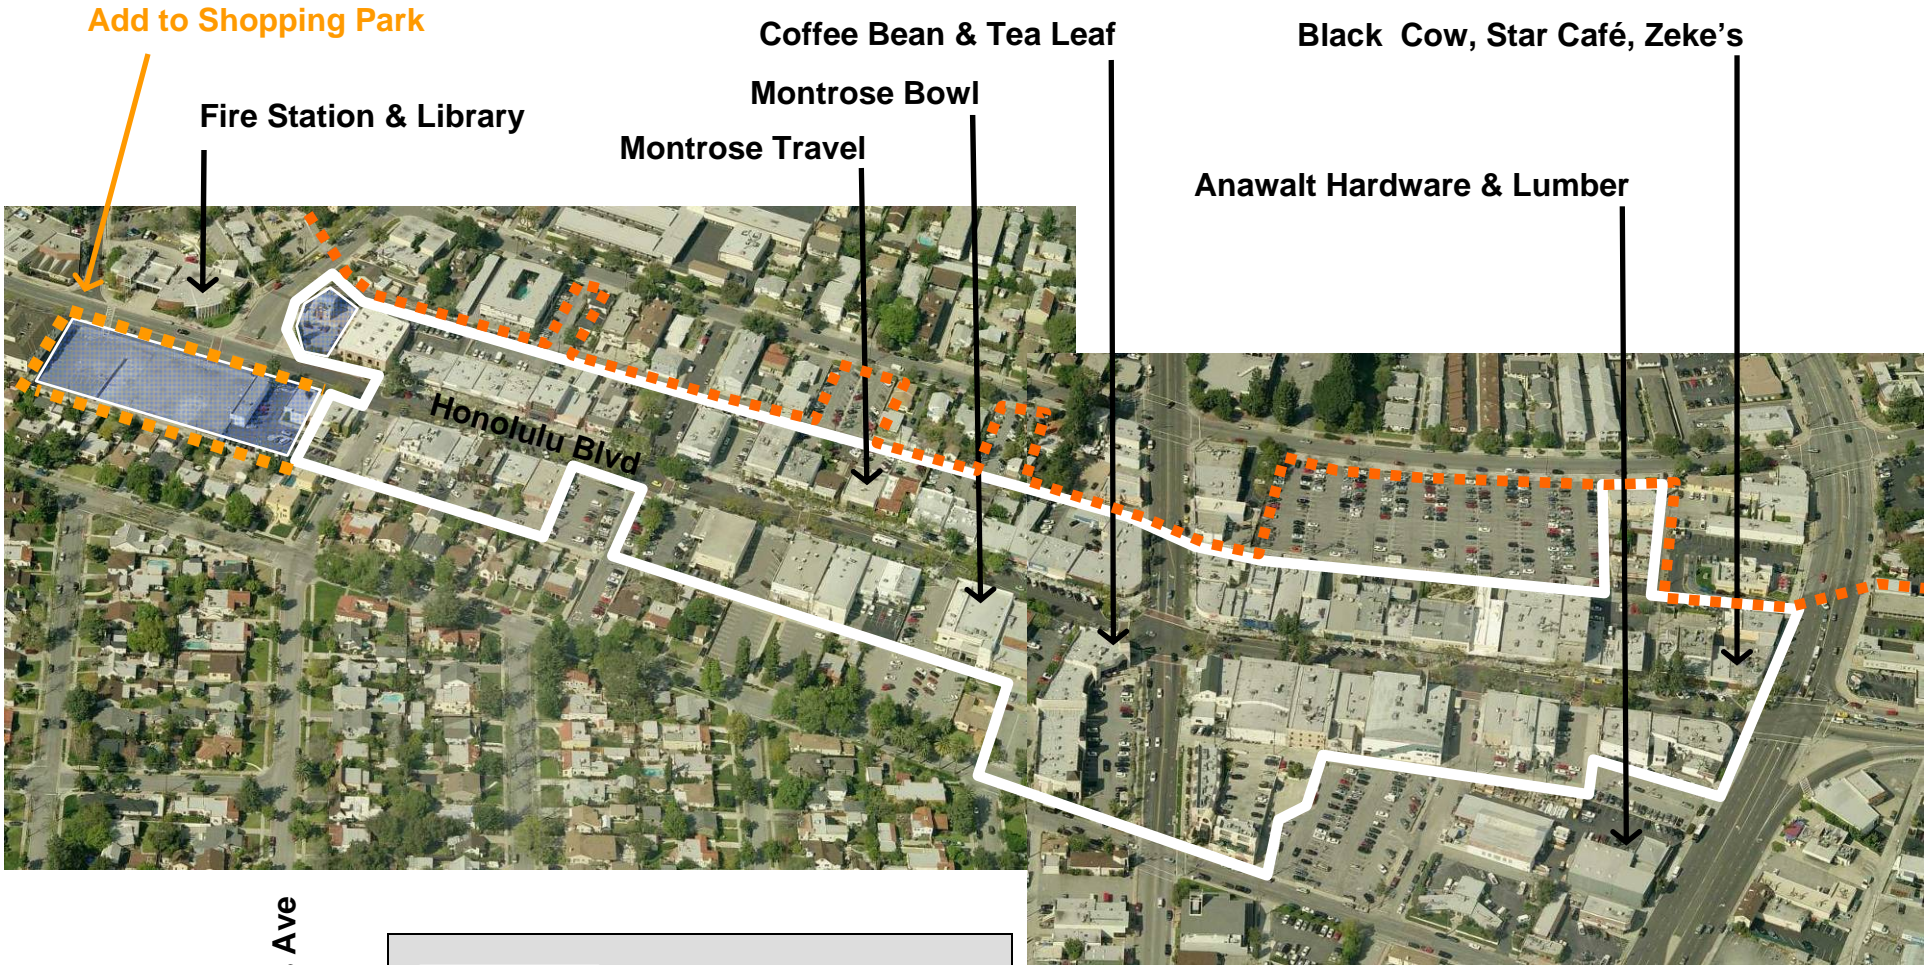 Add to Shopping Park
Coffee Bean & Tea Leaf
Black Cow, Star Café, Zeke's
Montrose Bowl
Fire Station & Library
Montrose Travel
Anawalt Hardware & Lumber
Honolulu Blvd
Ave